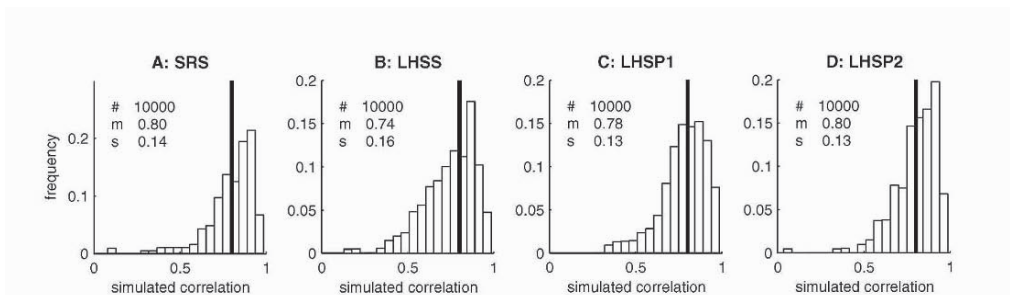 A: SRS
B: LHSS
C: LHSP1
D: LHSP2
frequency
0.2
0.1
0
# 10000
m 0.80
s 0.14
0 0.5 1
simulated correlation
0.2
0.15
0.1
0.05
0
# 10000
m 0.74
s 0.16
0 0.5 1
simulated correlation
0.2
0.15
0.1
0.05
0
# 10000
m 0.78
s 0.13
0 0.5 1
simulated correlation
0.2
0.15
0.1
0.05
0
# 10000
m 0.80
s 0.13
0 0.5 1
simulated correlation